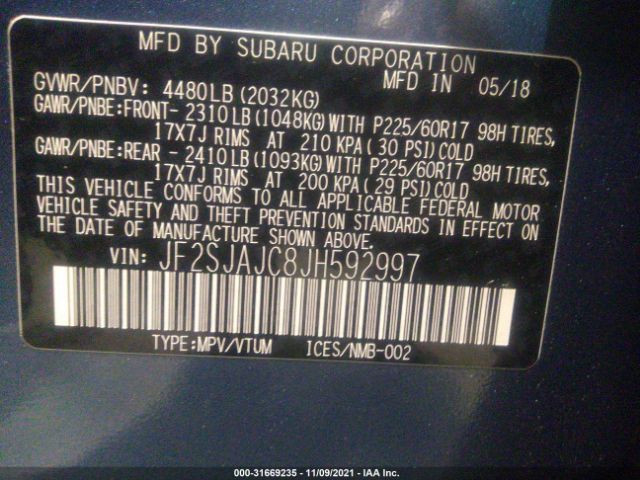 MFD BY SUBARU CORPORATION
MFD IN 05/18
GVWR/PNBV: 4480LB (2032KG)
GAWR/PNBE:FRONT- 2310LB(1048KG)WITH P225/60R17 98H TIRES,
17X7J RIMS AT 210 KPA( 30 PSI)COLD
GAWR/PNBE:REAR - 2410LB(1093KG)WITH P225/60R17 98H TIRES,
17X7J RIMS AT 200 KPA (29 PSI)COLD
THIS VEHICLE CONFORMS TO ALL APPLICABLE FEDERAL MOTOR
VEHICLE SAFETY AND THEFT PREVENTION STANDARDS IN EFFECT ON
THE DATE OF MANUFACTURE SHOWN ABOVE.
VIN: JF2SJAJC8JH592997
TYPE:MPV/VTUM ICES/NMB-002
000-31669235 - 11/09/2021 - IAA Inc.